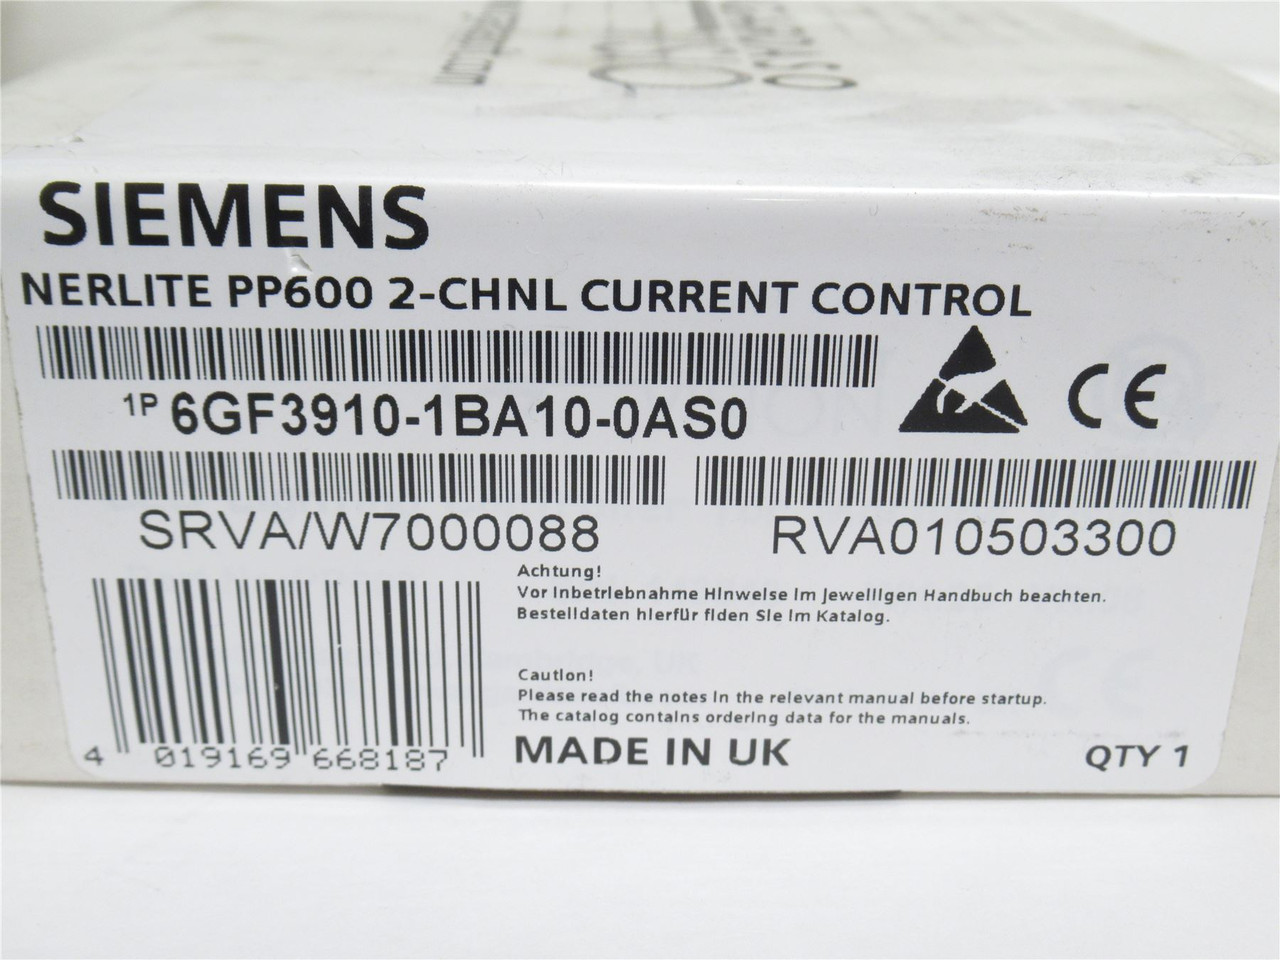 SIEMENS
NERLITE PP600 2-CHNL CURRENT CONTROL
1P 6GF3910-1BA10-0AS0
CE
SRVA/W7000088 RVA010503300
Achtung!
Vor Inbetriebnahme Hinweise im Jewelligen Handbuch beachten.
Bestelldaten hierfür fiden Sie im Katalog.
Caution!
Please read the notes in the relevant manual before startup.
The catalog contains ordering data for the manuals.
MADE IN UK QTY 1
4 019169 668187